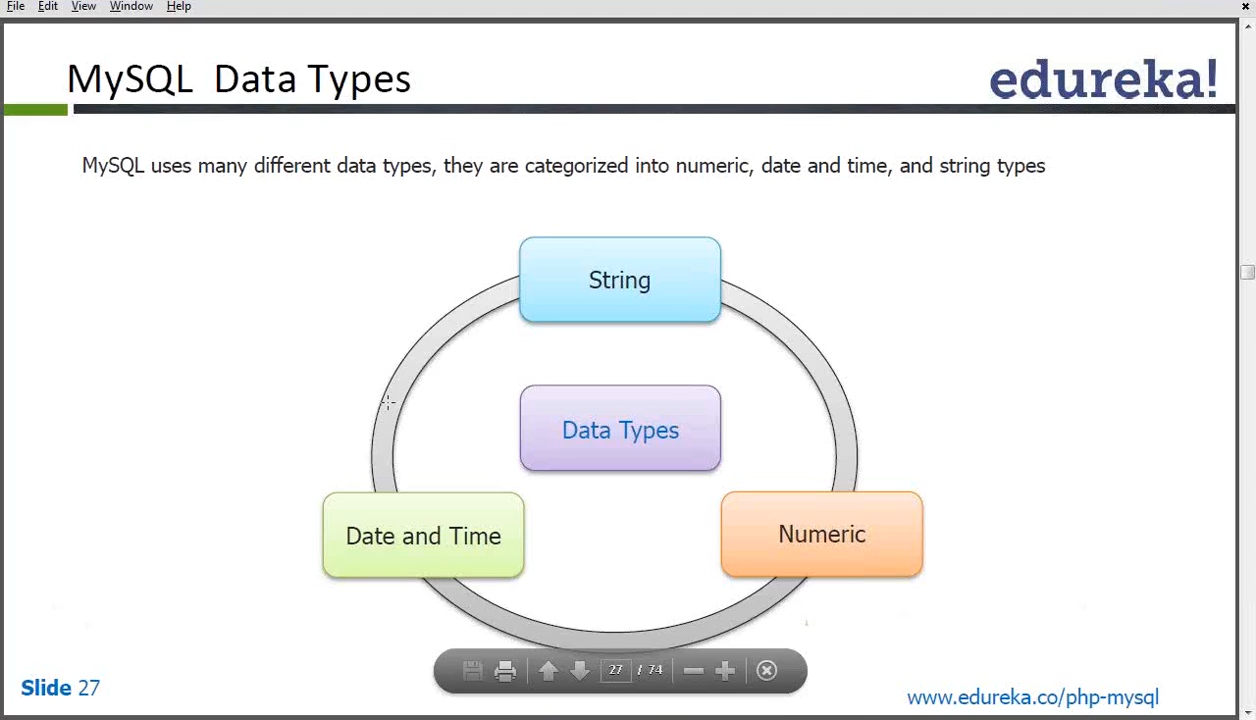 File Edit View Window Help
MySQL Data Types
edureka!
MySQL uses many different data types, they are categorized into numeric, date and time, and string types
String
Data Types
Date and Time
Numeric
27 / 74
Slide 27
www.edureka.co/php-mysql